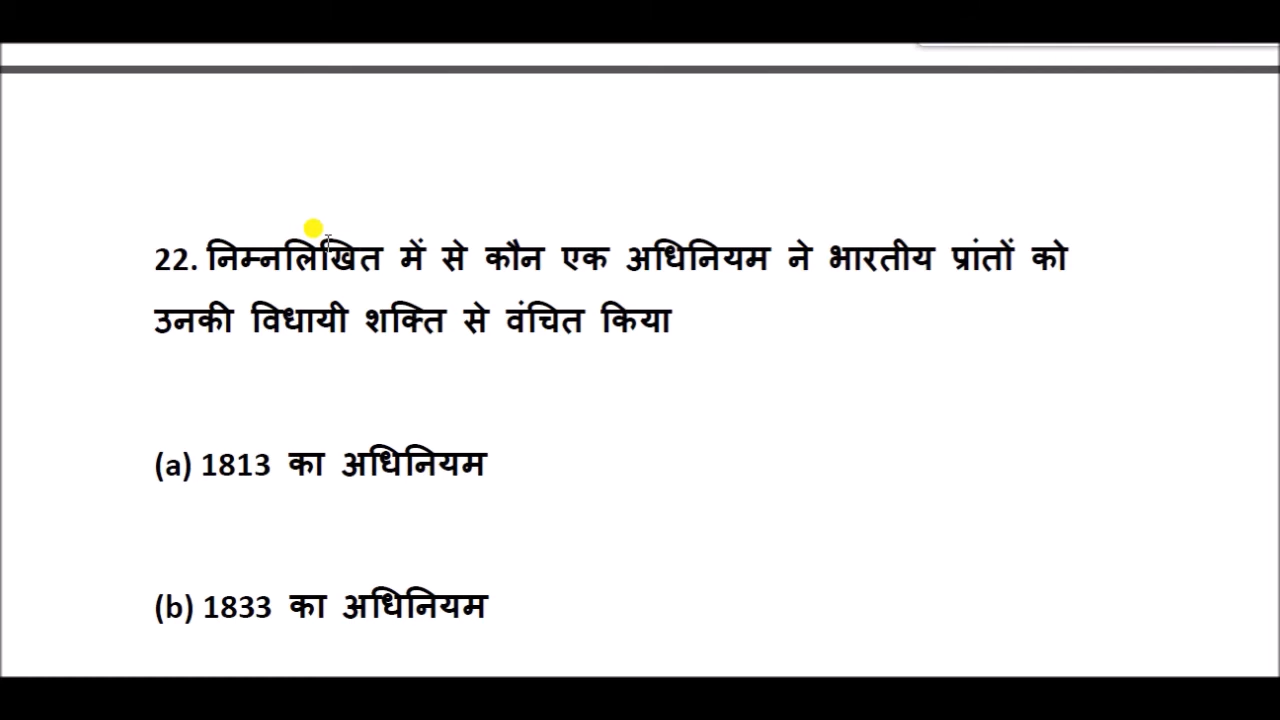 22. निम्नलिखित में से कौन एक अधिनियम ने भारतीय प्रांतों को
उनकी विधायी शक्ति से वंचित किया
(a) 1813 का अधिनियम
(b) 1833 का अधिनियम